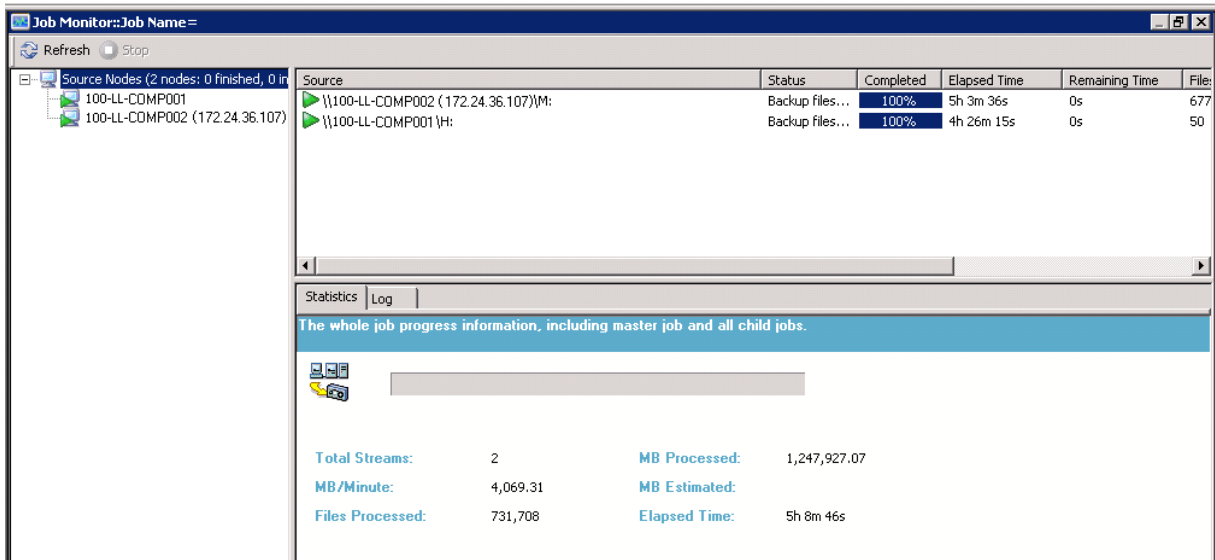 Job Monitor::Job Name=
Refresh Stop
Source Nodes (2 nodes: 0 finished, 0 in
100-LL-COMP001
100-LL-COMP002 (172.24.36.107)
Source Status Completed Elapsed Time Remaining Time Files
\\100-LL-COMP002 (172.24.36.107)\M: Backup files... 100% 5h 3m 36s 0s 677
\\100-LL-COMP001\H: Backup files... 100% 4h 26m 15s 0s 50
Statistics Log
The whole job progress information, including master job and all child jobs.
Total Streams: 2 MB Processed: 1,247,927.07
MB/Minute: 4,069.31 MB Estimated:
Files Processed: 731,708 Elapsed Time: 5h 8m 46s